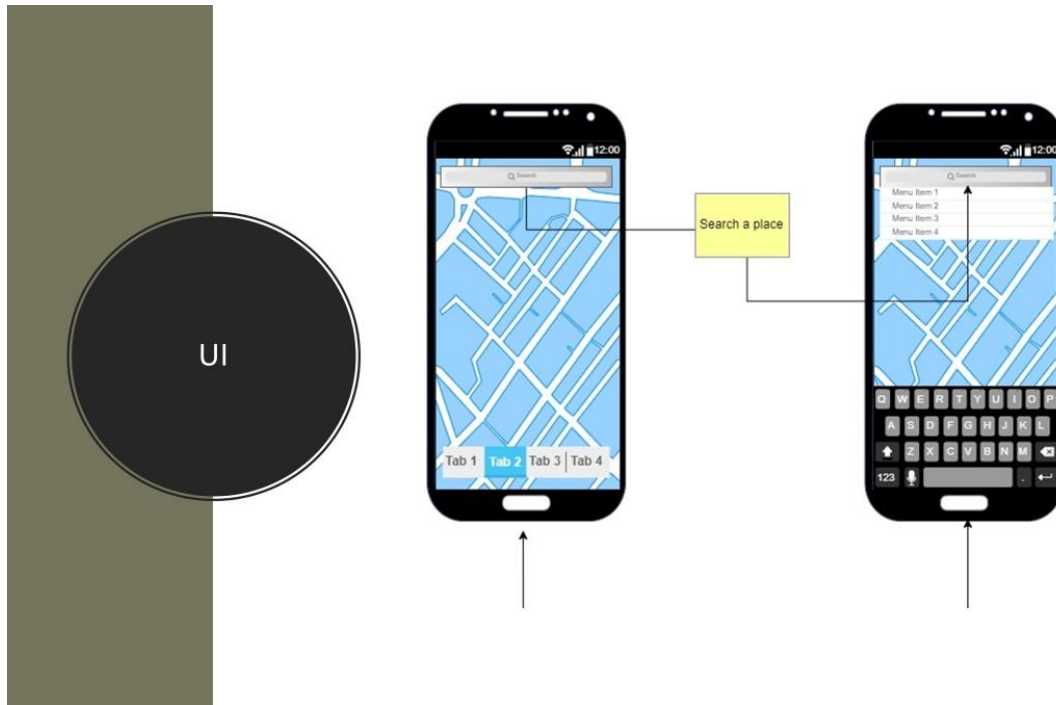 UI
12:00
Search
Tab 1 Tab 2 Tab 3 Tab 4
Search a place
12:00
Search
Menu Item 1
Menu Item 2
Menu Item 3
Menu Item 4
Q W E R T Y U I O P
A S D F G H J K L
Z X C V B N M
123 .